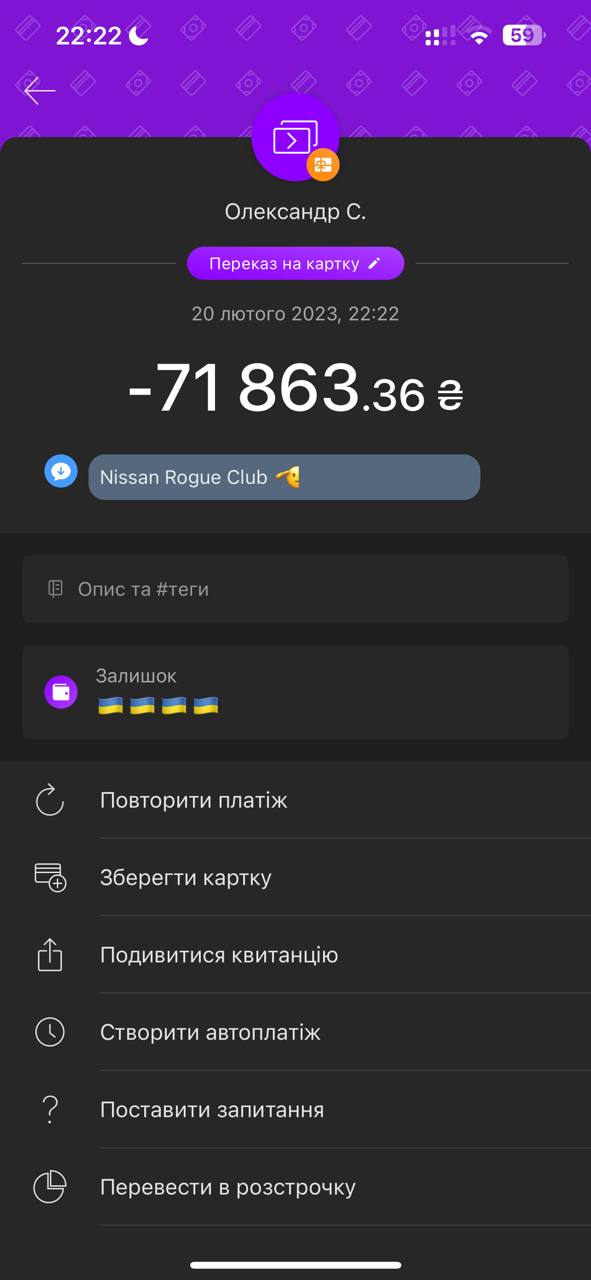 22:22
59
Олександр С.
Переказ на картку
20 лютого 2023, 22:22
-71 863.36 ₴
Nissan Rogue Club 🫡
Опис та #теги
Залишок
🇺🇦 🇺🇦 🇺🇦 🇺🇦
Повторити платіж
Зберегти картку
Подивитися квитанцію
Створити автоплатіж
Поставити запитання
Перевести в розстрочку